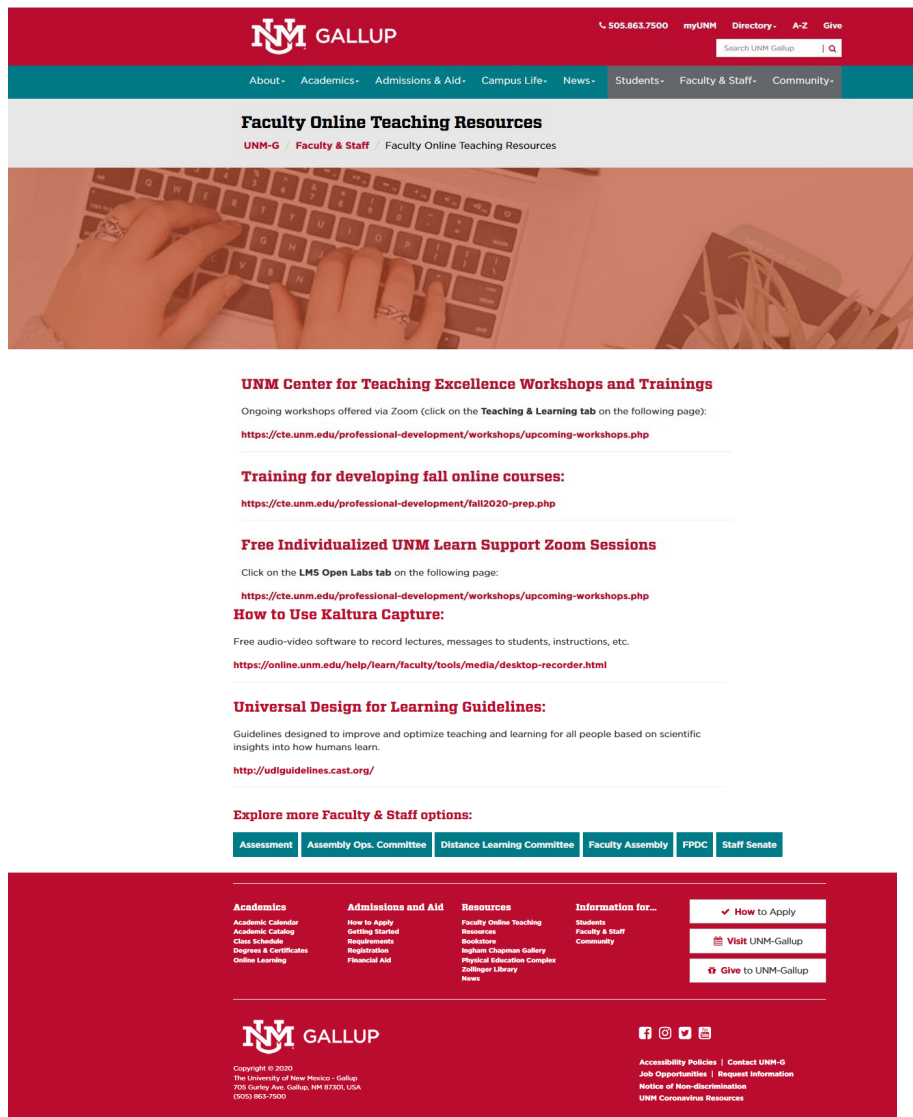 UNM GALLUP
505.863.7500 myUNM Directory A-Z Give
Search UNM Gallup
About Academics Admissions & Aid Campus Life News Students Faculty & Staff Community
Faculty Online Teaching Resources
UNM-G / Faculty & Staff / Faculty Online Teaching Resources
UNM Center for Teaching Excellence Workshops and Trainings
Ongoing workshops offered via Zoom (click on the Teaching & Learning tab on the following page):
https://cte.unm.edu/professional-development/workshops/upcoming-workshops.php
Training for developing fall online courses:
https://cte.unm.edu/professional-development/fall2020-prep.php
Free Individualized UNM Learn Support Zoom Sessions
Click on the LMS Open Labs tab on the following page:
https://cte.unm.edu/professional-development/workshops/upcoming-workshops.php
How to Use Kaltura Capture:
Free audio-video software to record lectures, messages to students, instructions, etc.
https://online.unm.edu/help/learn/faculty/tools/media/desktop-recorder.html
Universal Design for Learning Guidelines:
Guidelines designed to improve and optimize teaching and learning for all people based on scientific
insights into how humans learn.
http://udlguidelines.cast.org/
Explore more Faculty & Staff options:
Assessment Assembly Ops. Committee Distance Learning Committee Faculty Assembly FPDC Staff Senate
Academics
Academic Calendar
Academic Catalog
Class Schedule
Degrees & Certificates
Online Learning
Admissions and Aid
How to Apply
Getting Started
Requirements
Registration
Financial Aid
Resources
Faculty Online Teaching
Resources
Bookstore
Ingham Chapman Gallery
Physical Education Complex
Zollinger Library
News
Information for...
Students
Faculty & Staff
Community
How to Apply
Visit UNM-Gallup
Give to UNM-Gallup
UNM GALLUP
Copyright © 2020
The University of New Mexico - Gallup
705 Gurley Ave. Gallup, NM 87301, USA
(505) 863-7500
Accessibility Policies | Contact UNM-G
Job Opportunities | Request Information
Notice of Non-discrimination
UNM Coronavirus Resources